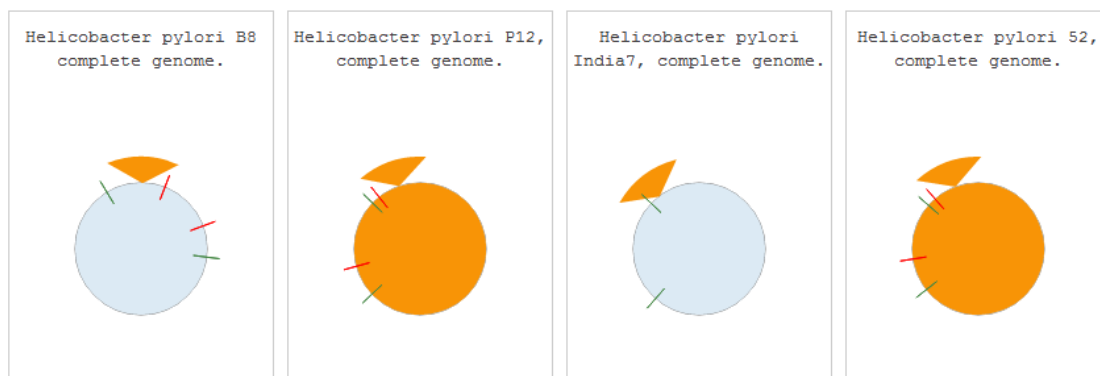 Helicobacter pylori B8
complete genome.
Helicobacter pylori P12,
complete genome.
Helicobacter pylori
India7, complete genome.
Helicobacter pylori 52,
complete genome.